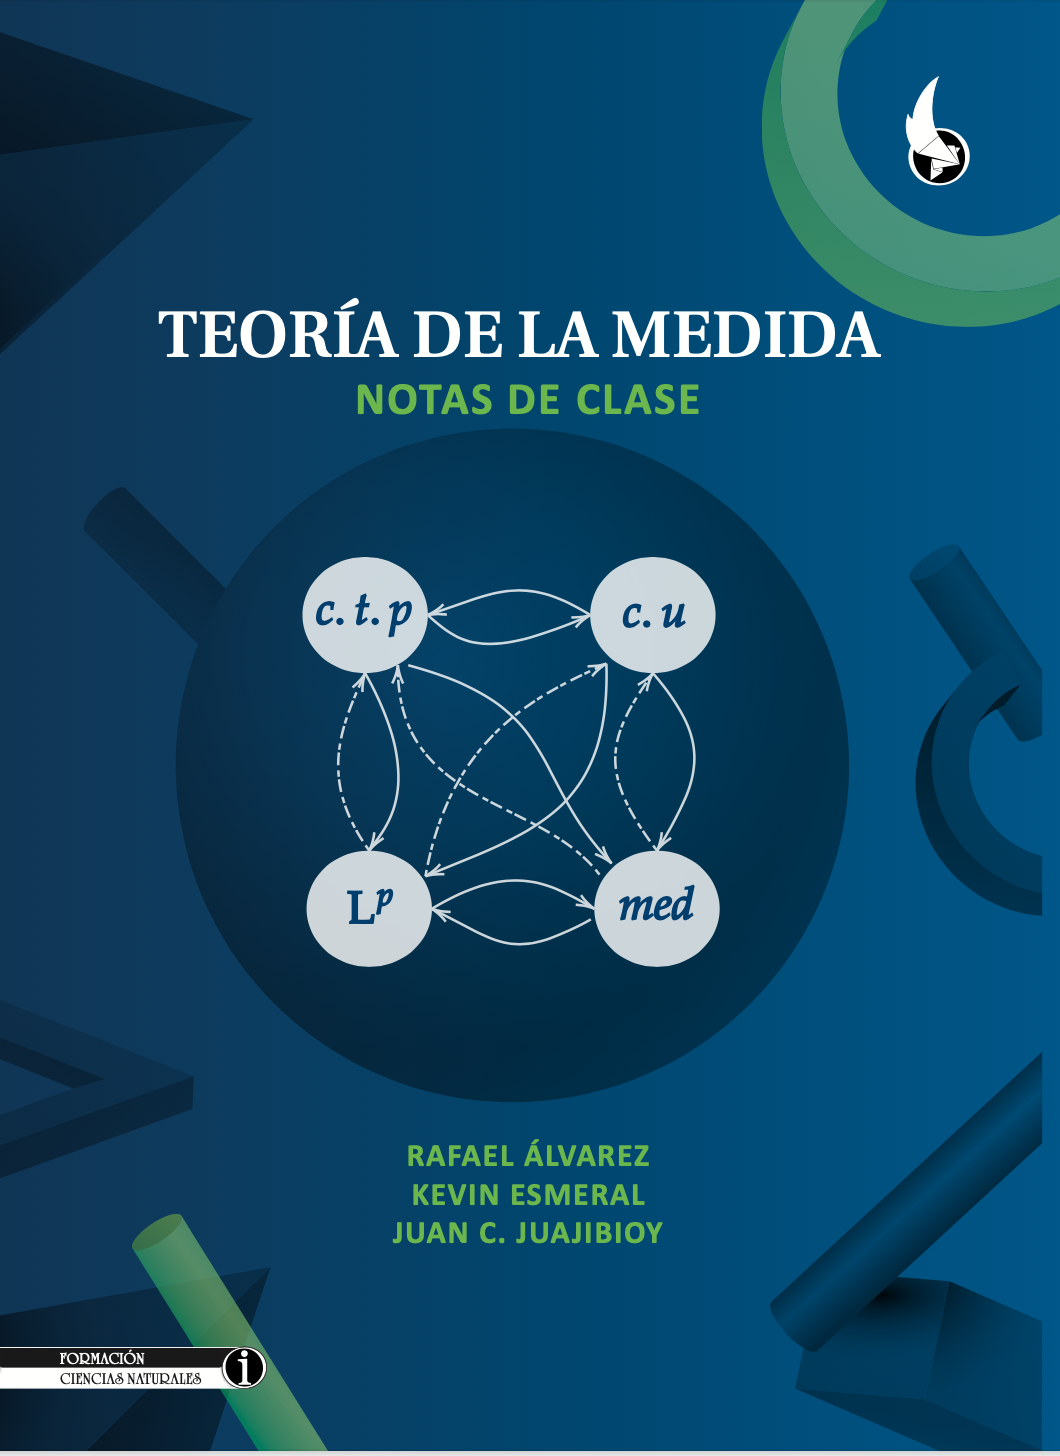 TEORÍA DE LA MEDIDA
NOTAS DE CLASE
c. t. p
c. u
Lᵖ
med
RAFAEL ÁLVAREZ
KEVIN ESMERAL
JUAN C. JUAJIBIOY
FORMACIÓN
CIENCIAS NATURALES
i